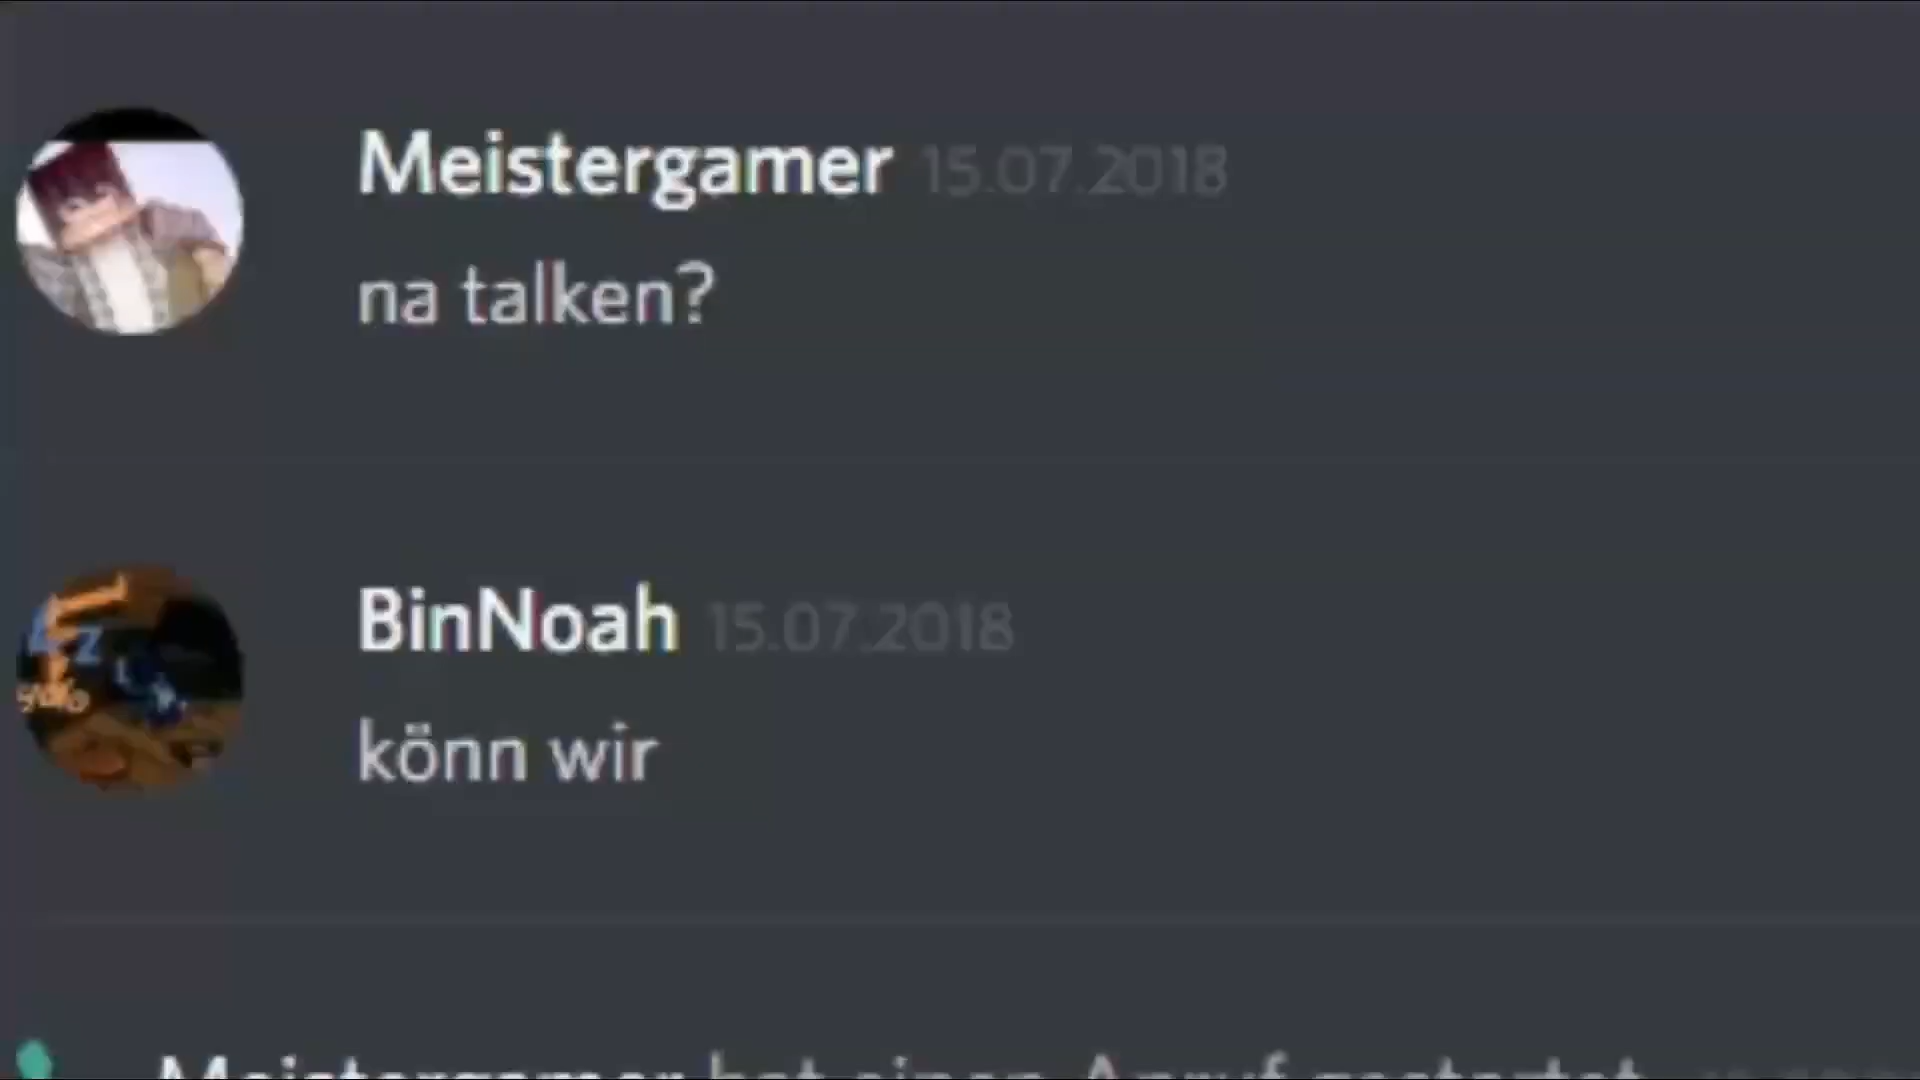 Meistergamer 15.07.2018
na talken?
BinNoah 15.07.2018
könn wir
Meistergamer hat einen Anruf gestartet